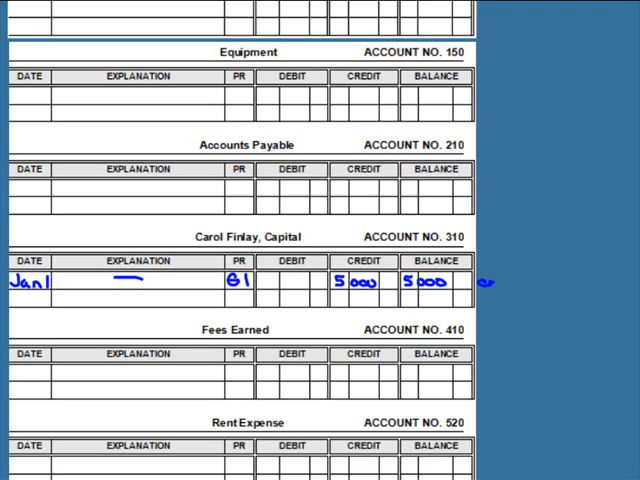 Equipment ACCOUNT NO. 150
DATE EXPLANATION PR DEBIT CREDIT BALANCE
Accounts Payable ACCOUNT NO. 210
DATE EXPLANATION PR DEBIT CREDIT BALANCE
Carol Finlay, Capital ACCOUNT NO. 310
DATE EXPLANATION PR DEBIT CREDIT BALANCE
Jan 1 — G1 5000 5000 cr
Fees Earned ACCOUNT NO. 410
DATE EXPLANATION PR DEBIT CREDIT BALANCE
Rent Expense ACCOUNT NO. 520
DATE EXPLANATION PR DEBIT CREDIT BALANCE